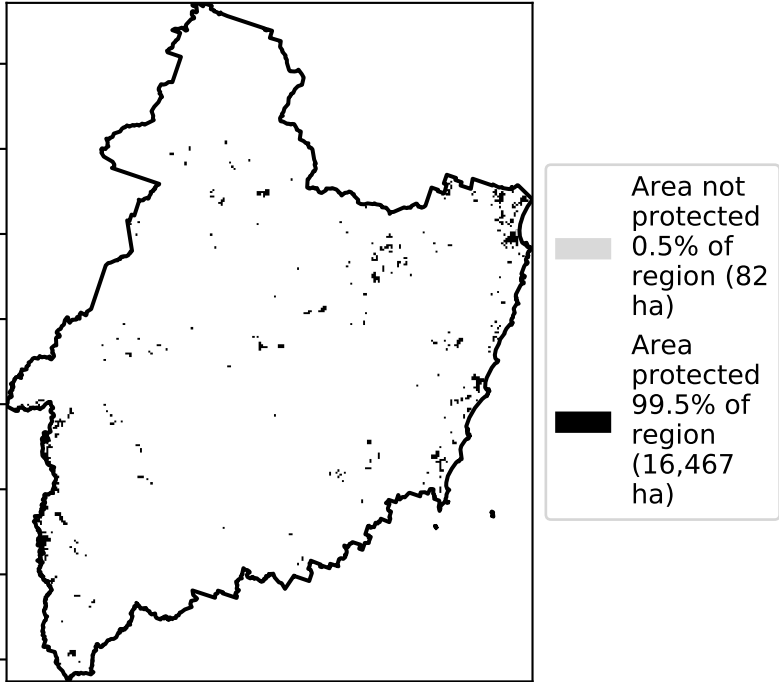 Area not
protected
0.5% of
region (82
ha)
Area
protected
99.5% of
region
(16,467
ha)